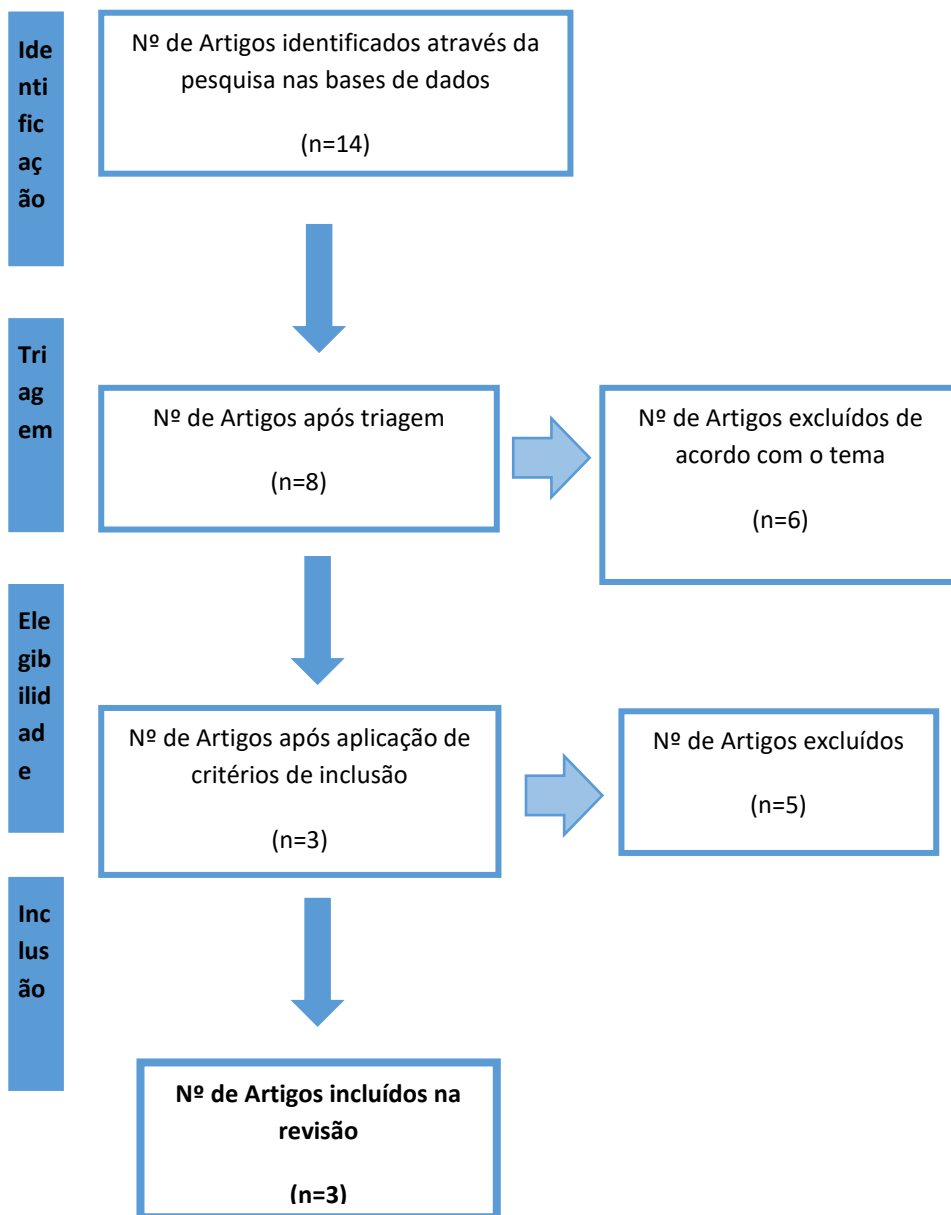 Ide
nti
fic
aç
ão
Nº de Artigos identificados através da
pesquisa nas bases de dados
(n=14)
Tri
ag
em
Nº de Artigos após triagem
(n=8)
Nº de Artigos excluídos de
acordo com o tema
(n=6)
Ele
gib
ilid
ad
e
Nº de Artigos após aplicação de
critérios de inclusão
(n=3)
Nº de Artigos excluídos
(n=5)
Inc
lus
ão
Nº de Artigos incluídos na
revisão
(n=3)